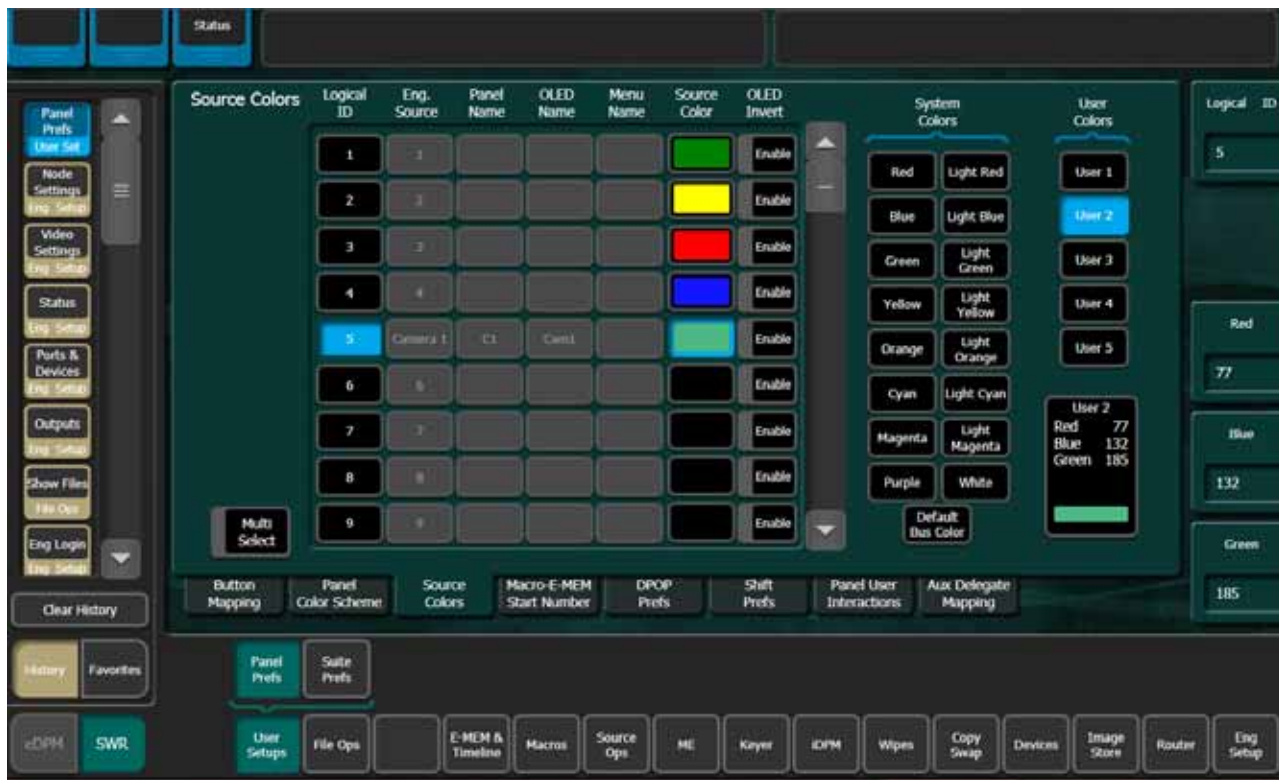 Status
Panel
Prefs
User Set
Node
Settings
Eng Setup
Video
Settings
Eng Setup
Status
Eng Setup
Ports &
Devices
Eng Setup
Outputs
Eng Setup
Show Files
File Ops
Eng Login
Eng Setup
Clear History
History Favorites
eDPM SWR
Source Colors
Logical
ID
Eng.
Source
Panel
Name
OLED
Name
Menu
Name
Source
Color
OLED
Invert
1 1 Enable
2 2 Enable
3 3 Enable
4 4 Enable
5 Camera 1 C1 Cam1 Enable
6 6 Enable
7 7 Enable
8 8 Enable
9 9 Enable
Multi
Select
System
Colors
Red Light Red
Blue Light Blue
Green Light
Green
Yellow Light
Yellow
Orange Light
Orange
Cyan Light Cyan
Magenta Light
Magenta
Purple White
Default
Bus Color
User
Colors
User 1
User 2
User 3
User 4
User 5
User 2
Red 77
Blue 132
Green 185
Logical ID
5
Red
77
Blue
132
Green
185
Button
Mapping
Panel
Color Scheme
Source
Colors
Macro-E-MEM
Start Number
DPOP
Prefs
Shift
Prefs
Panel User
Interactions
Aux Delegate
Mapping
Panel
Prefs
Suite
Prefs
User
Setups
File Ops
E-MEM &
Timeline
Macros
Source
Ops
ME
Keyer
iDPM
Wipes
Copy
Swap
Devices
Image
Store
Router
Eng
Setup